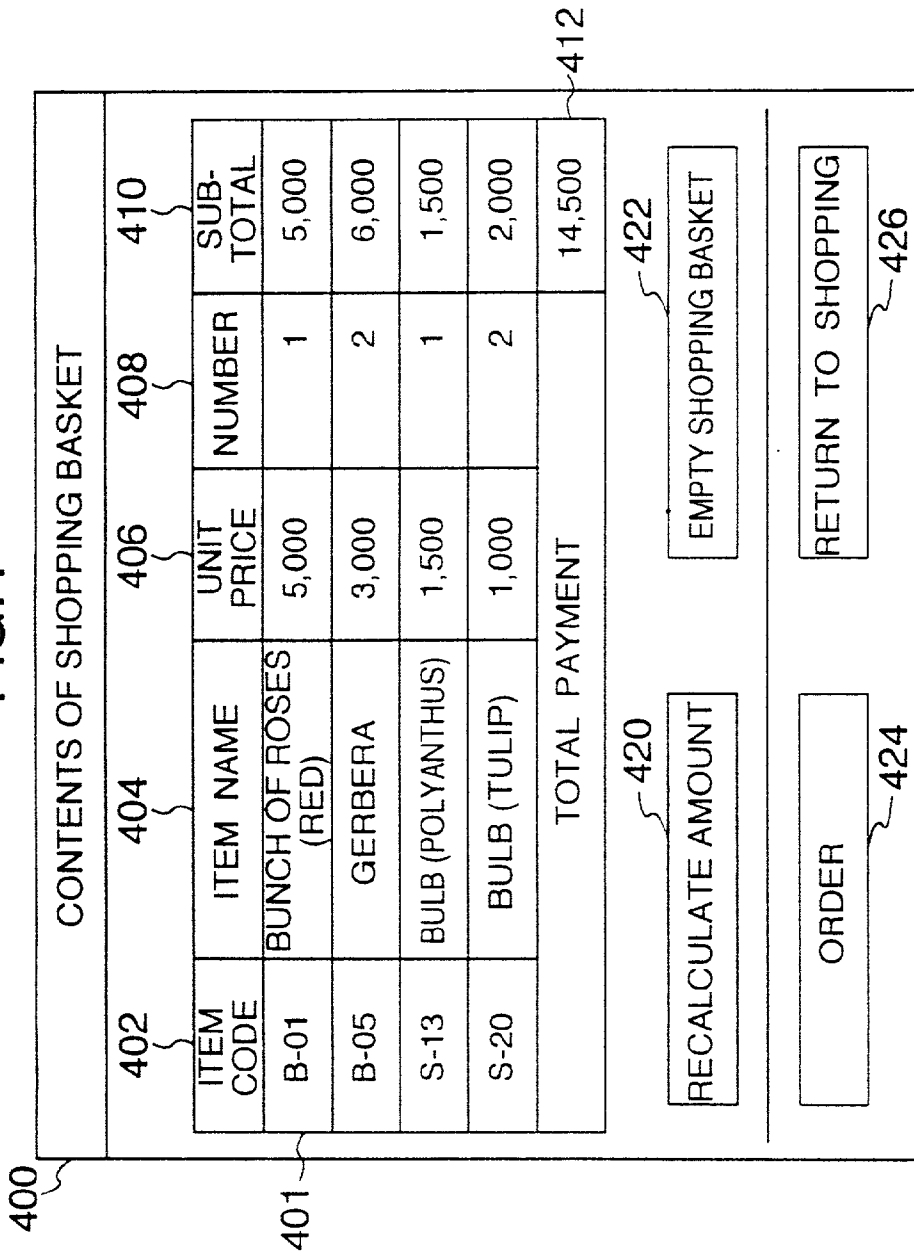 400
CONTENTS OF SHOPPING BASKET
402 404 406 408 410
ITEM CODE ITEM NAME UNIT PRICE NUMBER SUB-TOTAL
401
B-01 BUNCH OF ROSES (RED) 5,000 1 5,000
B-05 GERBERA 3,000 2 6,000
S-13 BULB (POLYANTHUS) 1,500 1 1,500
S-20 BULB (TULIP) 1,000 2 2,000
TOTAL PAYMENT 14,500
412
420 422
RECALCULATE AMOUNT EMPTY SHOPPING BASKET
ORDER RETURN TO SHOPPING
424 426